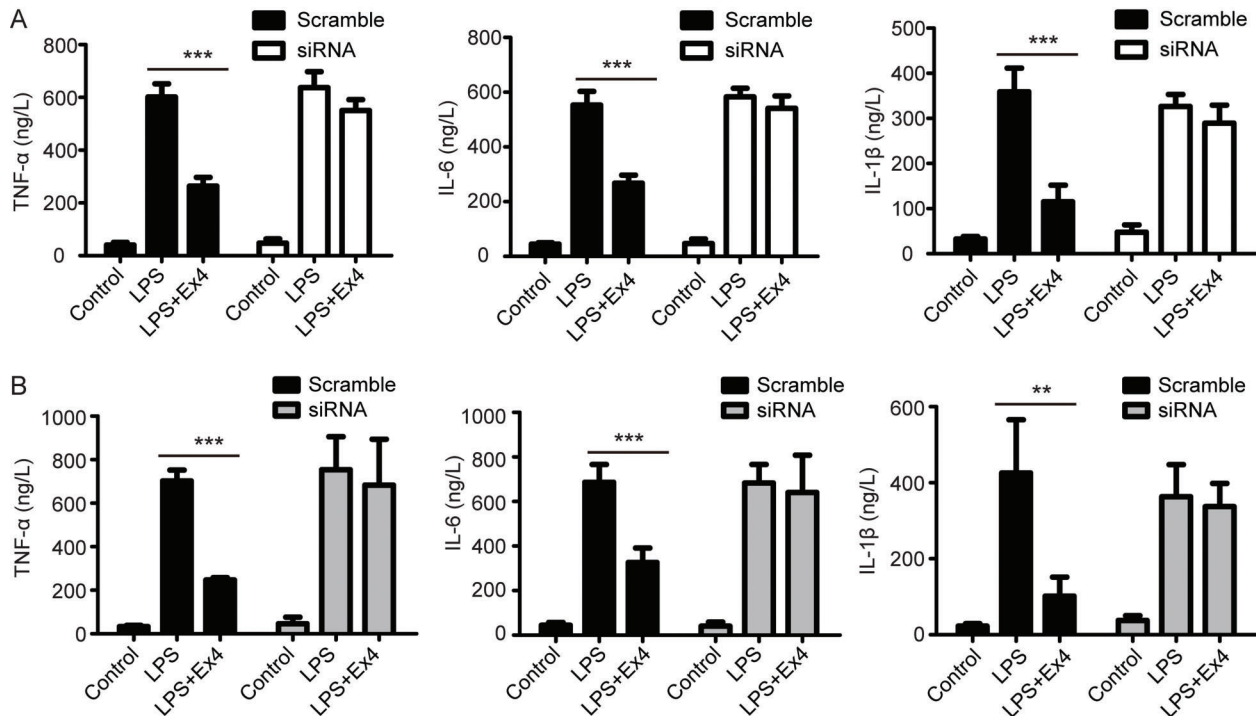 A
Scramble
siRNA
***
TNF-α (ng/L)
800
600
400
200
0
Control
LPS
LPS+Ex4
Control
LPS
LPS+Ex4
Scramble
siRNA
***
IL-6 (ng/L)
800
600
400
200
0
Control
LPS
LPS+Ex4
Control
LPS
LPS+Ex4
Scramble
siRNA
***
IL-1β (ng/L)
400
300
200
100
0
Control
LPS
LPS+Ex4
Control
LPS
LPS+Ex4
B
Scramble
siRNA
***
TNF-α (ng/L)
1000
800
600
400
200
0
Control
LPS
LPS+Ex4
Control
LPS
LPS+Ex4
Scramble
siRNA
***
IL-6 (ng/L)
1000
800
600
400
200
0
Control
LPS
LPS+Ex4
Control
LPS
LPS+Ex4
Scramble
siRNA
**
IL-1β (ng/L)
600
400
200
0
Control
LPS
LPS+Ex4
Control
LPS
LPS+Ex4